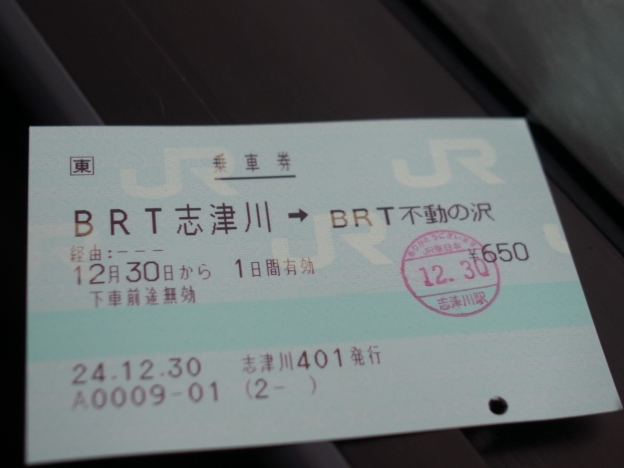 東 乗車券
BRT志津川 → BRT不動の沢
経由:---
12月30日から 1日間有効 ¥650
下車前途無効
12.30
志津川駅
24.12.30 志津川401発行
A0009-01 (2- )
JR
JR
JR